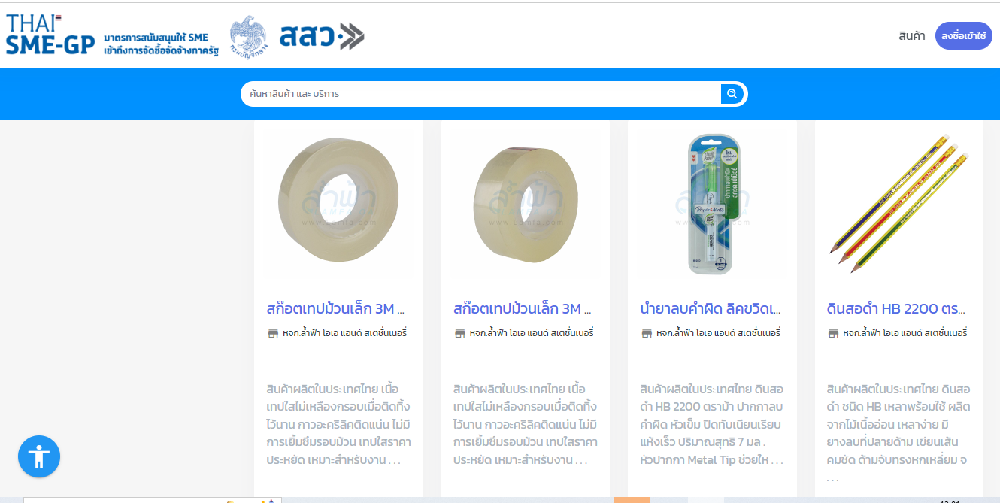 THAI
SME-GP
มาตรการสนับสนุนให้ SME
เข้าถึงการจัดซื้อจัดจ้างภาครัฐ
กรมบัญชีกลาง
สสว.
สินค้า
ลงชื่อเข้าใช้
ค้นหาสินค้า และ บริการ
ล้ำฟ้า
www.Lamfa.com
ล้ำฟ้า
www.Lamfa.com
ใหม่
Paper Mate
สก๊อตเทปม้วนเล็ก 3M ...
หจก.ล้ำฟ้า โอเอ แอนด์ สเตชั่นเนอรี่
สินค้าผลิตในประเทศไทย เนื้อ
เทปใสไม่เหลืองกรอบเมื่อติดทิ้ง
ไว้นาน กาวอะคริลิคติดแน่น ไม่มี
การเยิ้มซึมรอบม้วน เทปใสราคา
ประหยัด เหมาะสำหรับงาน . . .
สก๊อตเทปม้วนเล็ก 3M ...
หจก.ล้ำฟ้า โอเอ แอนด์ สเตชั่นเนอรี่
สินค้าผลิตในประเทศไทย เนื้อ
เทปใสไม่เหลืองกรอบเมื่อติดทิ้ง
ไว้นาน กาวอะคริลิคติดแน่น ไม่มี
การเยิ้มซึมรอบม้วน เทปใสราคา
ประหยัด เหมาะสำหรับงาน . . .
น้ำยาลบคำผิด ลิคขวิดเ...
หจก.ล้ำฟ้า โอเอ แอนด์ สเตชั่นเนอรี่
สินค้าผลิตในประเทศไทย ดินสอ
ดำ HB 2200 ตราม้า ปากกาลบ
คำผิด หัวเข็ม ปิดทับเนียนเรียบ
แห้งเร็ว ปริมาณสุทธิ 7 มล .
หัวปากกา Metal Tip ช่วยให . . .
ดินสอดำ HB 2200 ตร...
หจก.ล้ำฟ้า โอเอ แอนด์ สเตชั่นเนอรี่
สินค้าผลิตในประเทศไทย ดินสอ
ดำ ชนิด HB เหลาพร้อมใช้ ผลิต
จากไม้เนื้ออ่อน เหลาง่าย มี
ยางลบที่ปลายด้าม เขียนเส้น
คมชัด ด้ามจับทรงหกเหลี่ยม จ
. . .